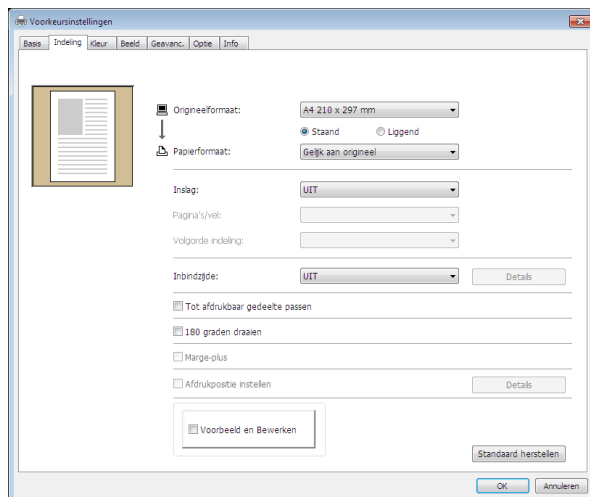 Voorkeursinstellingen
Basis Indeling Kleur Beeld Geavanc. Optie Info
Origineelformaat: A4 210 x 297 mm
Staand Liggend
Papierformaat: Gelijk aan origineel
Inslag: UIT
Pagina's/vel:
Volgorde indeling:
Inbindzijde: UIT Details
Tot afdrukbaar gedeelte passen
180 graden draaien
Marge-plus
Afdrukpositie instellen Details
Voorbeeld en Bewerken
Standaard herstellen
OK Annuleren